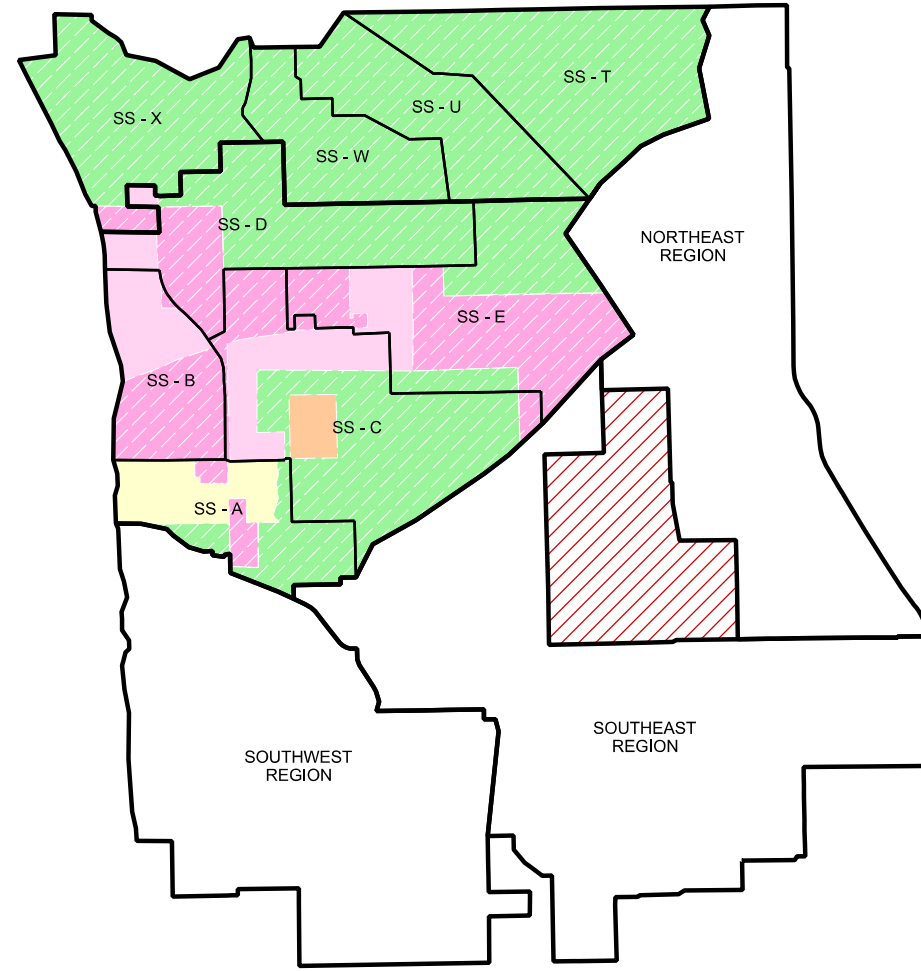 SS - T
SS - U
SS - X
SS - W
SS - D
NORTHEAST
REGION
SS - E
SS - B
SS - C
SS - A
SOUTHWEST
REGION
SOUTHEAST
REGION